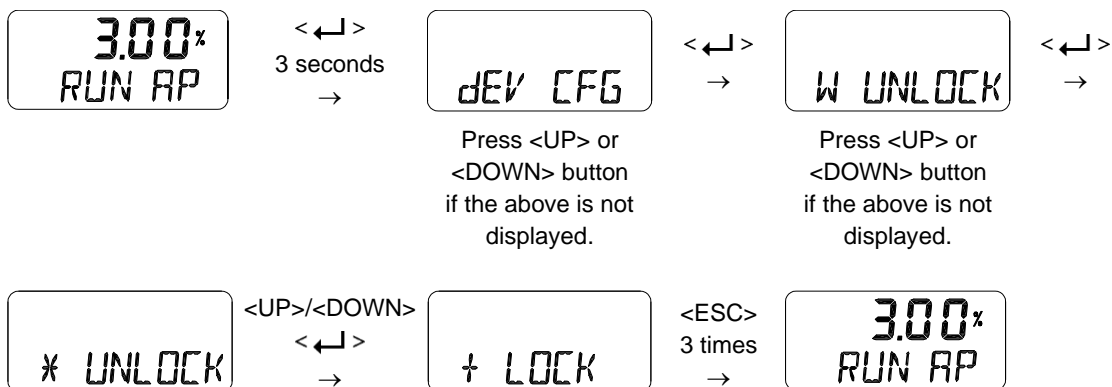 3.00%
RUN AP
< ↵ >
3 seconds
→
dEV CFG
Press <UP> or
<DOWN> button
if the above is not
displayed.
< ↵ >
→
W UNLOCK
Press <UP> or
<DOWN> button
if the above is not
displayed.
< ↵ >
→
* UNLOCK
<UP>/<DOWN>
< ↵ >
→
+ LOCK
<ESC>
3 times
→
3.00%
RUN AP